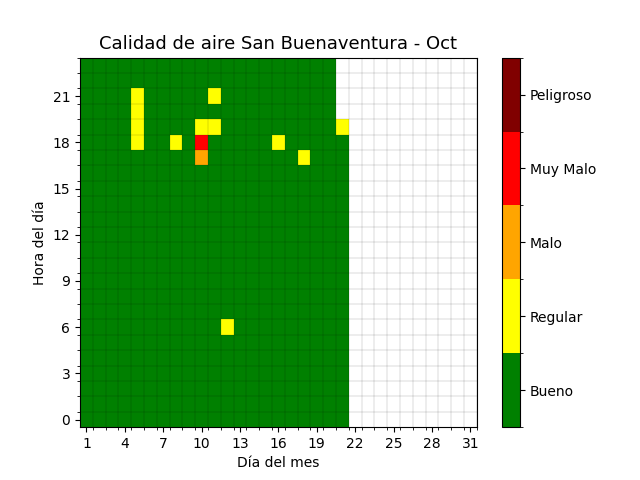 Calidad de aire San Buenaventura - Oct
Hora del día
21
18
15
12
9
6
3
0
1 4 7 10 13 16 19 22 25 28 31
Día del mes
Peligroso
Muy Malo
Malo
Regular
Bueno